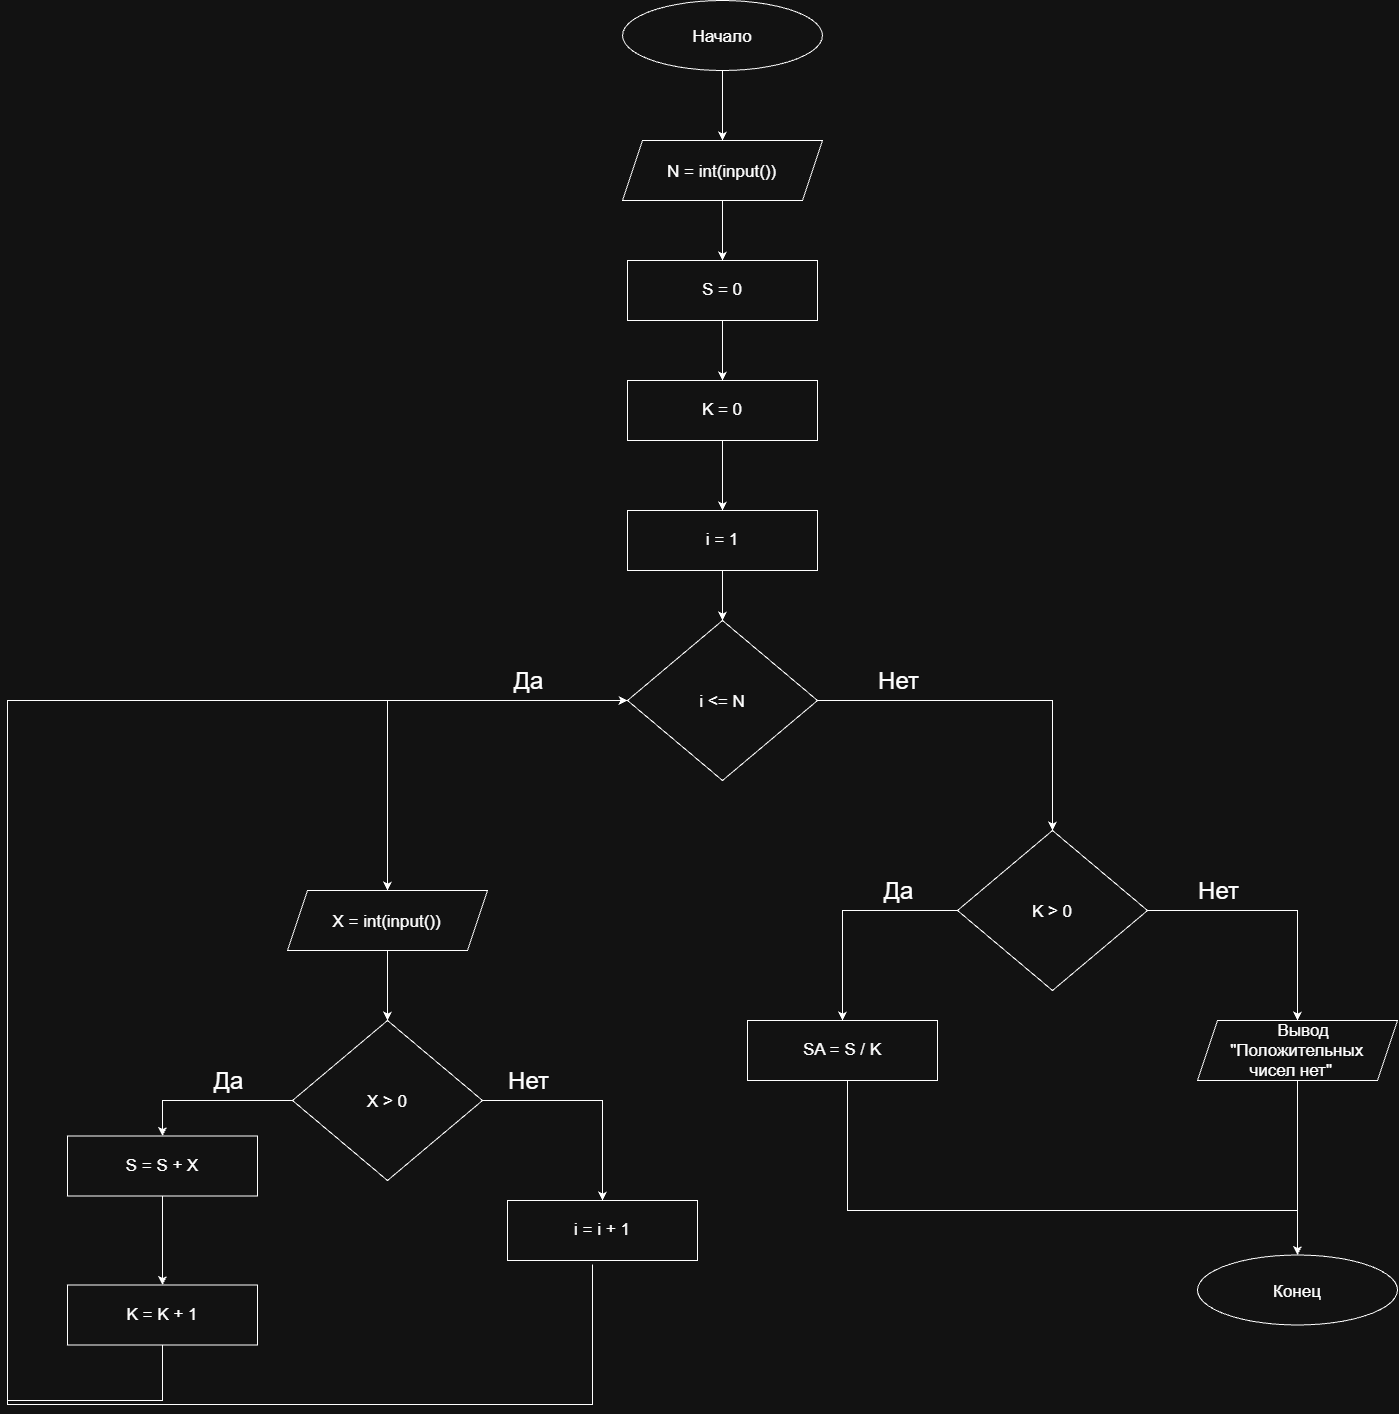 Начало
N = int(input())
S = 0
K = 0
i = 1
i <= N
Да
Нет
X = int(input())
X > 0
Да
Нет
S = S + X
K = K + 1
i = i + 1
K > 0
Да
Нет
SA = S / K
Вывод
"Положительных
чисел нет"
Конец